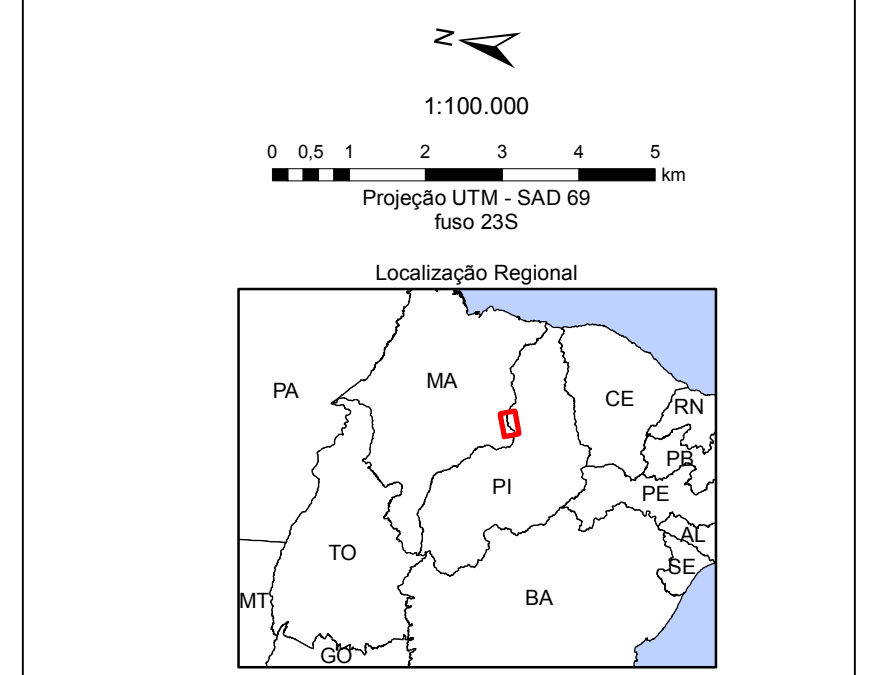 N
1:100.000
0 0,5 1 2 3 4 5
km
Projeção UTM - SAD 69
fuso 23S
Localização Regional
PA
MA
CE
RN
PB
PI
PE
AL
TO
SE
MT
BA
GO